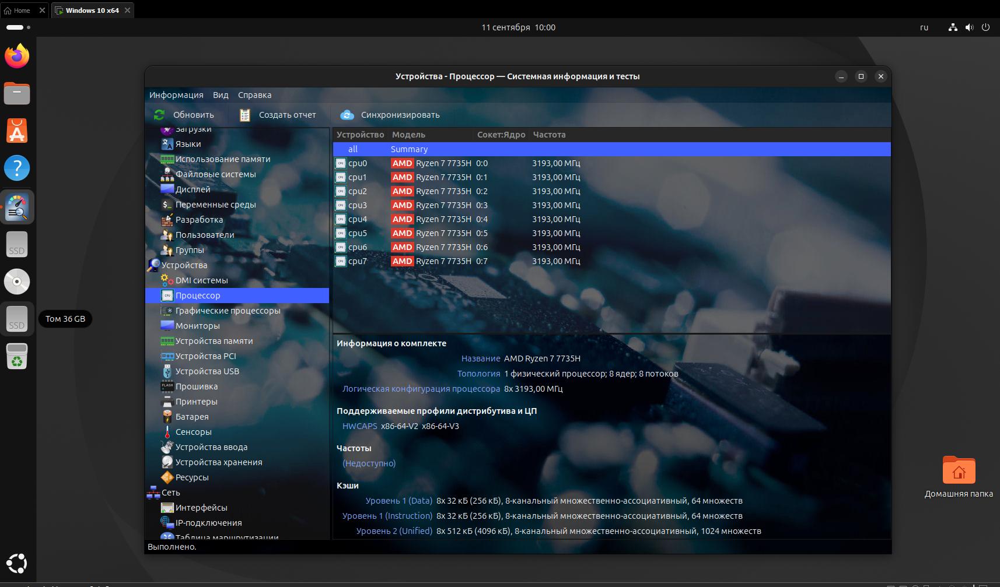 Home
Windows 10 x64
11 сентября 10:00
ru
Устройства - Процессор — Системная информация и тесты
Информация Вид Справка
Обновить Создать отчет Синхронизировать
Загрузки
Языки
Использование памяти
Файловые системы
Дисплей
Переменные среды
Разработка
Пользователи
Группы
Устройства
DMI системы
Процессор
Графические процессоры
Мониторы
Устройства памяти
Устройства PCI
Устройства USB
Прошивка
Принтеры
Батарея
Сенсоры
Устройства ввода
Устройства хранения
Ресурсы
Сеть
Интерфейсы
IP-подключения
Таблица маршрутизации
Устройство Модель Сокет:Ядро Частота
all Summary
cpu0 AMD Ryzen 7 7735H 0:0 3193,00 МГц
cpu1 AMD Ryzen 7 7735H 0:1 3193,00 МГц
cpu2 AMD Ryzen 7 7735H 0:2 3193,00 МГц
cpu3 AMD Ryzen 7 7735H 0:3 3193,00 МГц
cpu4 AMD Ryzen 7 7735H 0:4 3193,00 МГц
cpu5 AMD Ryzen 7 7735H 0:5 3193,00 МГц
cpu6 AMD Ryzen 7 7735H 0:6 3193,00 МГц
cpu7 AMD Ryzen 7 7735H 0:7 3193,00 МГц
Информация о комплекте
Название AMD Ryzen 7 7735H
Топология 1 физический процессор; 8 ядер; 8 потоков
Логическая конфигурация процессора 8x 3193,00 МГц
Поддерживаемые профили дистрибутива и ЦП
HWCAPS x86-64-V2 x86-64-V3
Частоты
(Недоступно)
Кэши
Уровень 1 (Data) 8x 32 кБ (256 кБ), 8-канальный множественно-ассоциативный, 64 множеств
Уровень 1 (Instruction) 8x 32 кБ (256 кБ), 8-канальный множественно-ассоциативный, 64 множеств
Уровень 2 (Unified) 8x 512 кБ (4096 кБ), 8-канальный множественно-ассоциативный, 1024 множеств
Выполнено.
SSD
SSD
Том 36 GB
Домашняя папка